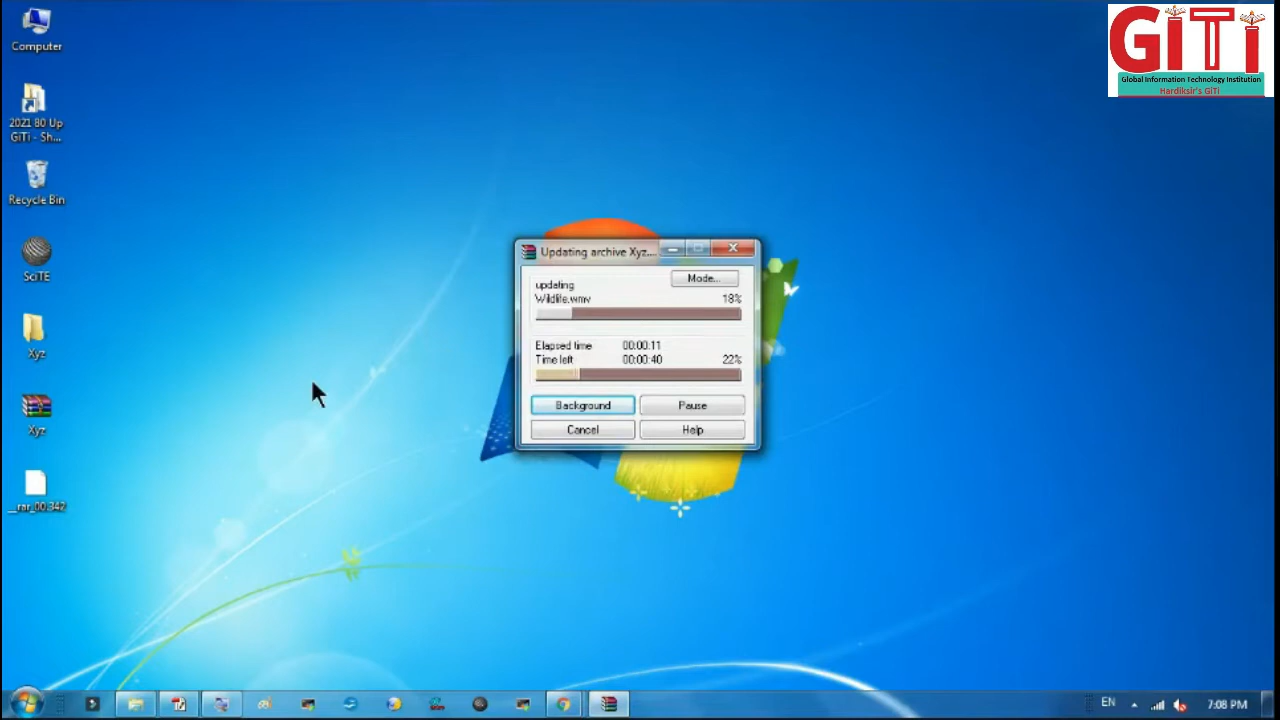 Computer
2021 80 Up
GiTi - Sh...
Recycle Bin
SciTE
Xyz
Xyz
__rar_00.342
GiTi
Global Information Technology Institution
Hardiksir's GiTi
Updating archive Xyz....
Mode...
updating
Wildlife.wmv 18%
Elapsed time 00:00:11
Time left 00:00:40 22%
Background Pause
Cancel Help
EN 7:08 PM